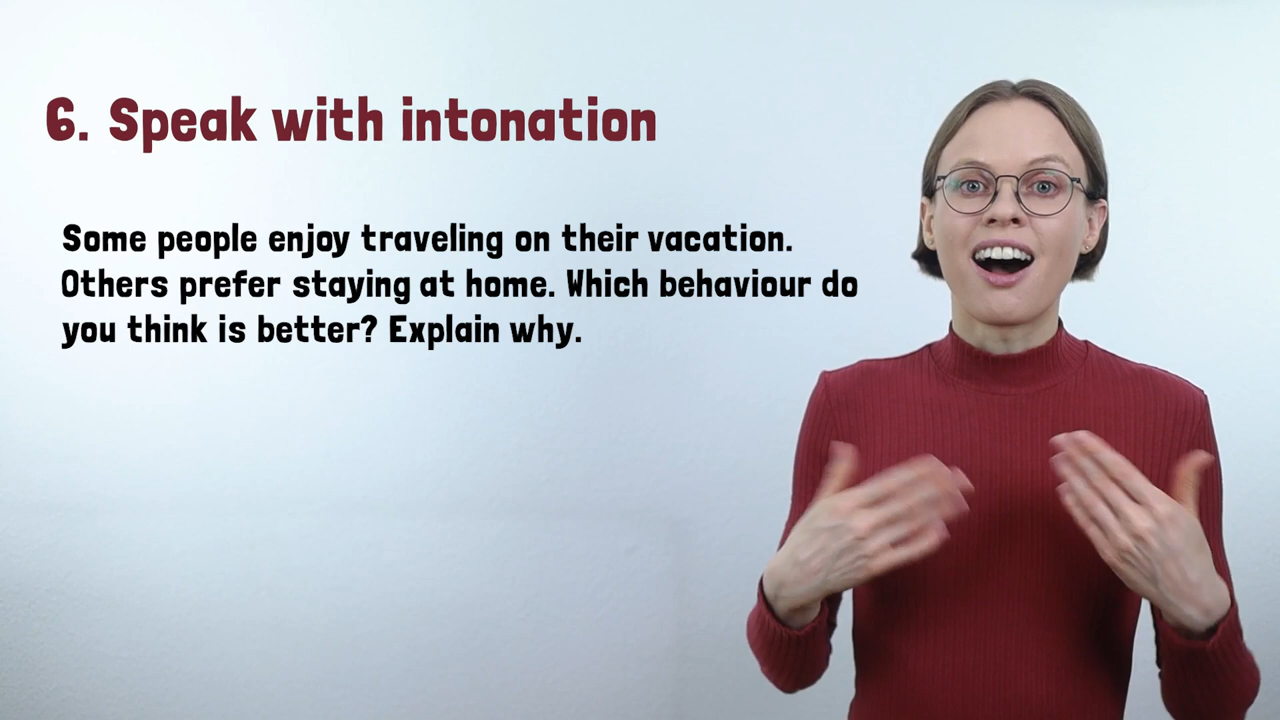 6. Speak with intonation
Some people enjoy traveling on their vacation.
Others prefer staying at home. Which behaviour do
you think is better? Explain why.